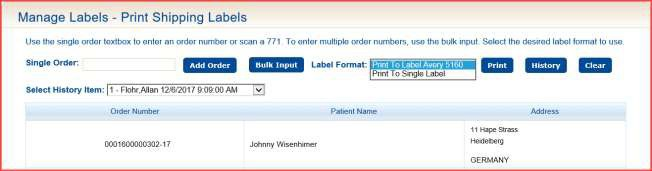 Manage Labels - Print Shipping Labels
Use the single order textbox to enter an order number or scan a 771. To enter multiple order numbers, use the bulk input. Select the desired label format to use.
Single Order: Add Order Bulk Input Label Format: Print To Label Avery 5160 Print History Clear
Print To Single Label
Select History Item: 1 - Flohr,Allan 12/6/2017 9:09:00 AM
Order Number Patient Name Address
11 Hape Strass
0001600000302-17 Johnny Wisenhimer Heidelberg
GERMANY